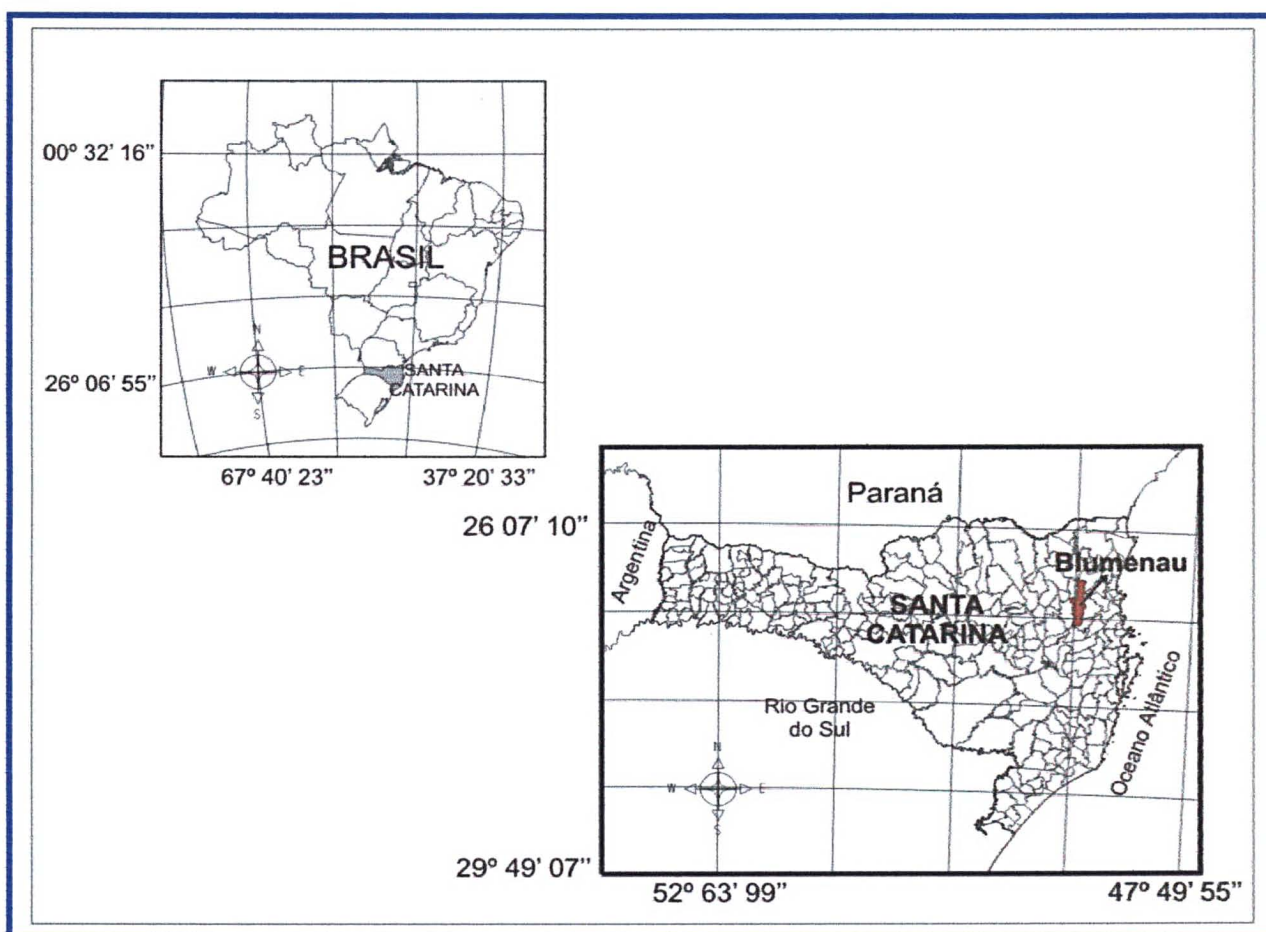 00º 32’ 16”
BRASIL
N
W
E
S
SANTA
CATARINA
26º 06’ 55”
67º 40’ 23”
37º 20’ 33”
Paraná
26 07’ 10”
Argentina
Blumenau
SANTA
CATARINA
Rio Grande
do Sul
Oceano Atlântico
N
W
E
S
29º 49’ 07”
52º 63’ 99”
47º 49’ 55”